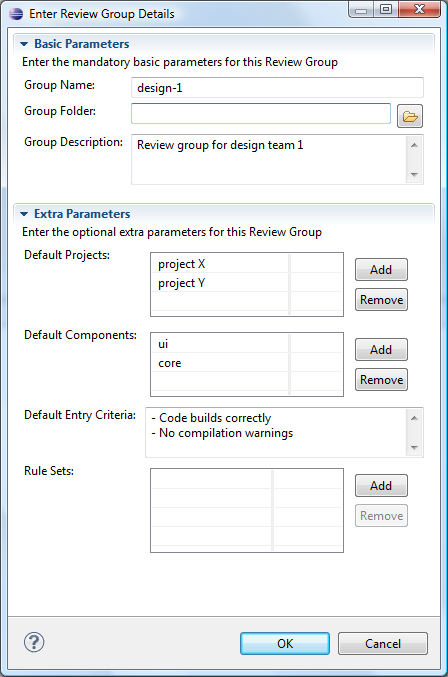 Enter Review Group Details
Basic Parameters
Enter the mandatory basic parameters for this Review Group
Group Name:
design-1
Group Folder:
Group Description:
Review group for design team 1
Extra Parameters
Enter the optional extra parameters for this Review Group
Default Projects:
project X
project Y
Add
Remove
Default Components:
ui
core
Add
Remove
Default Entry Criteria:
- Code builds correctly
- No compilation warnings
Rule Sets:
Add
Remove
?
OK
Cancel